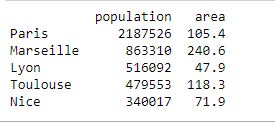 population area
Paris 2187526 105.4
Marseille 863310 240.6
Lyon 516092 47.9
Toulouse 479553 118.3
Nice 340017 71.9